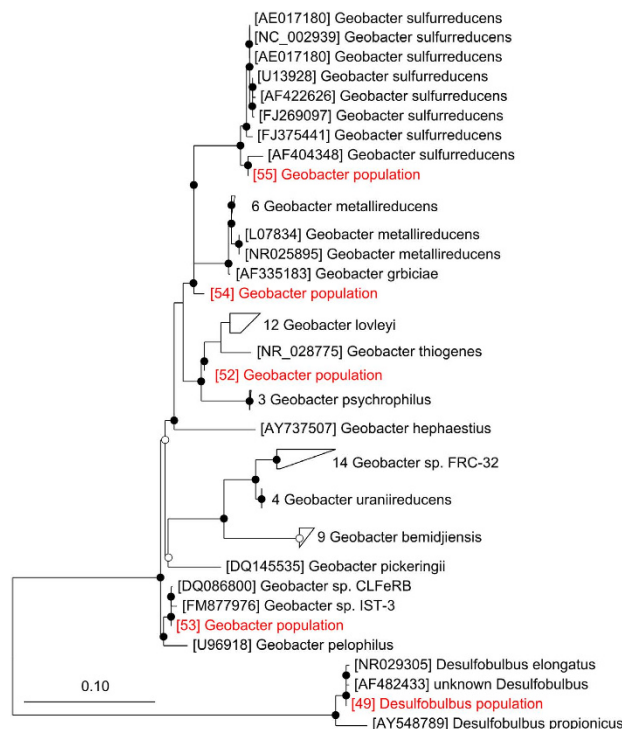 [AE017180] Geobacter sulfurreducens
[NC_002939] Geobacter sulfurreducens
[AE017180] Geobacter sulfurreducens
[U13928] Geobacter sulfurreducens
[AF422626] Geobacter sulfurreducens
[FJ269097] Geobacter sulfurreducens
[FJ375441] Geobacter sulfurreducens
[AF404348] Geobacter sulfurreducens
[55] Geobacter population
6 Geobacter metallireducens
[L07834] Geobacter metallireducens
[NR025895] Geobacter metallireducens
[AF335183] Geobacter grbiciae
[54] Geobacter population
12 Geobacter lovleyi
[NR_028775] Geobacter thiogenes
[52] Geobacter population
3 Geobacter psychrophilus
[AY737507] Geobacter hephaestius
14 Geobacter sp. FRC-32
4 Geobacter uraniireducens
9 Geobacter bemidjiensis
[DQ145535] Geobacter pickeringii
[DQ086800] Geobacter sp. CLFeRB
[FM877976] Geobacter sp. IST-3
[53] Geobacter population
[U96918] Geobacter pelophilus
[NR029305] Desulfobulbus elongatus
[AF482433] unknown Desulfobulbus
0.10
[49] Desulfobulbus population
[AY548789] Desulfobulbus propionicus